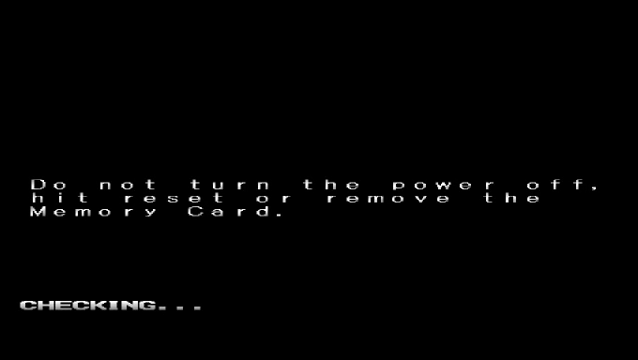 Do not turn the power off,
hit reset or remove the
Memory Card.
CHECKING...